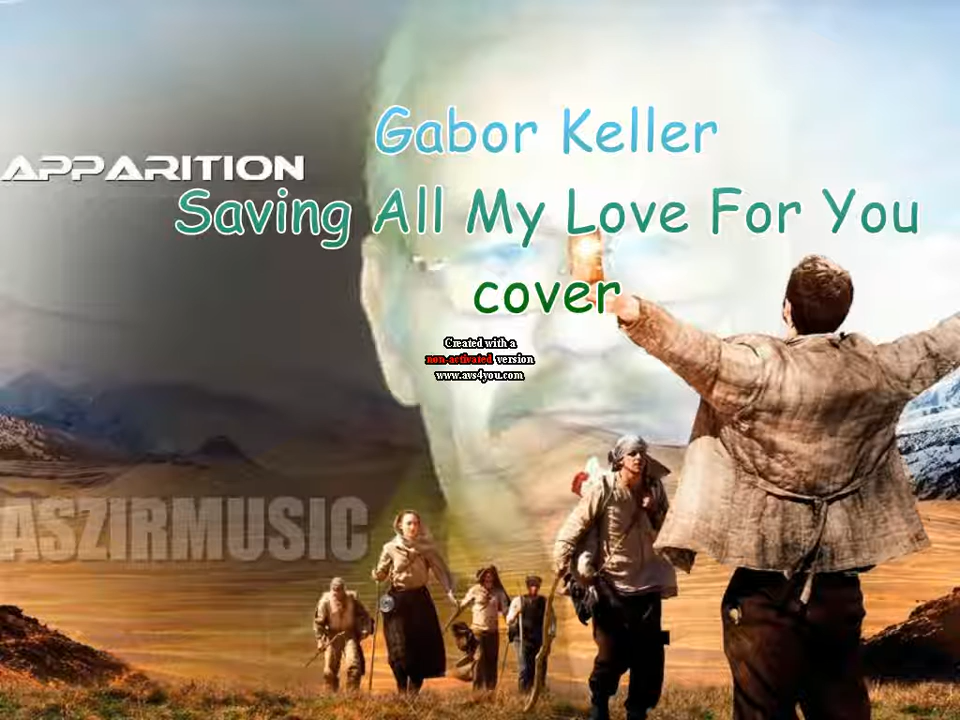 Gabor Keller
APPARITION
Saving All My Love For You
cover
Created with a
non-activated version
www.avs4you.com
ASZIRMUSIC